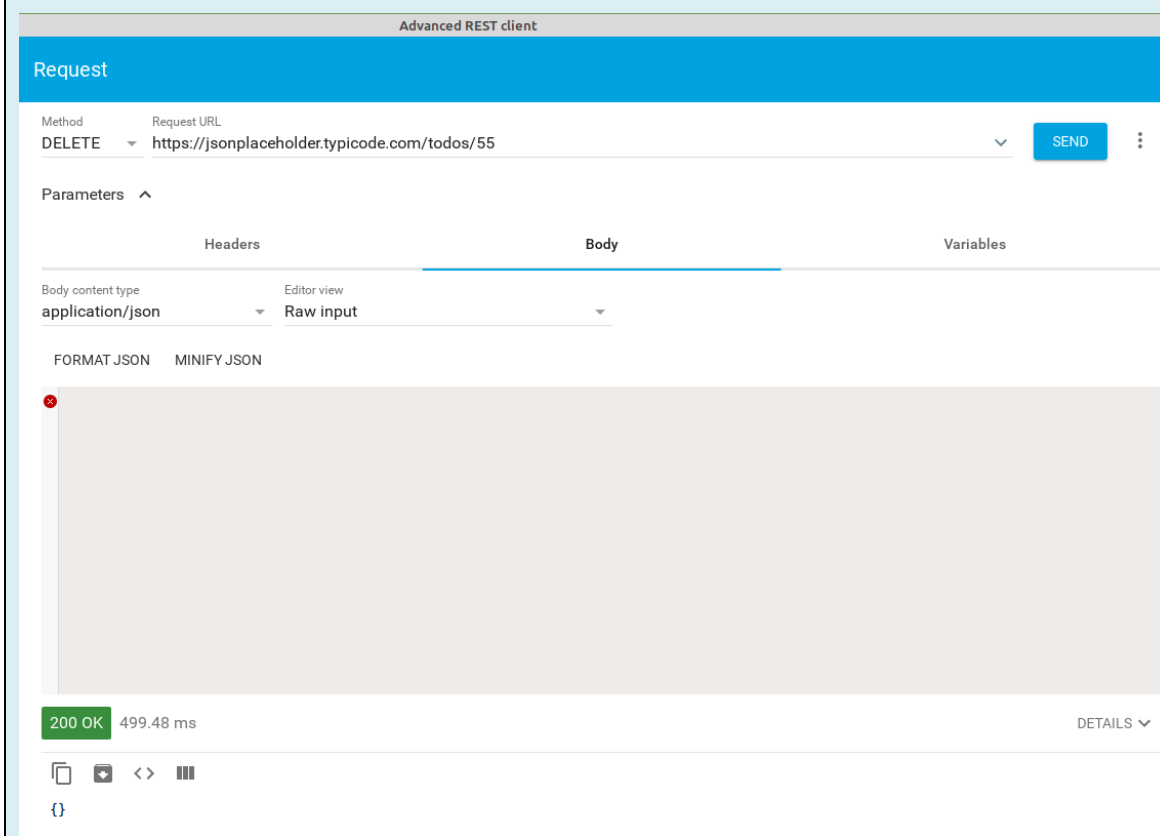 Advanced REST client
Request
Method Request URL
DELETE https://jsonplaceholder.typicode.com/todos/55 SEND
Parameters
Headers Body Variables
Body content type Editor view
application/json Raw input
FORMAT JSON MINIFY JSON
200 OK 499.48 ms DETAILS
{}